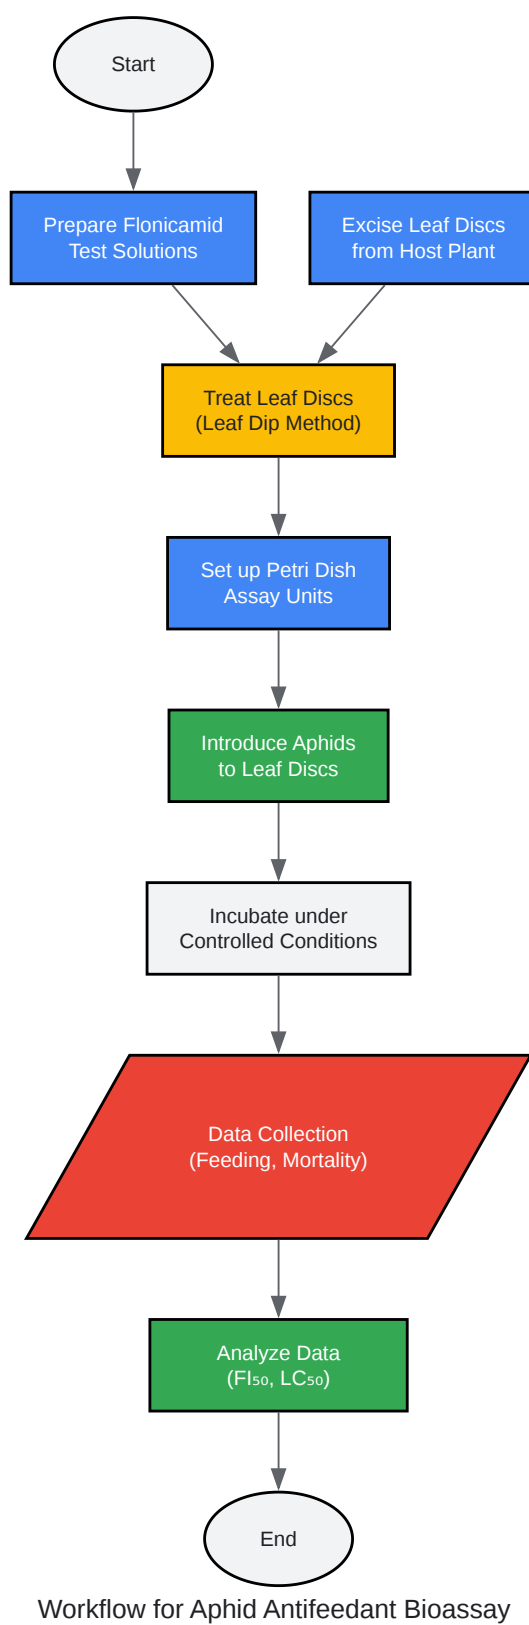 Start
Prepare Flonicamid
Test Solutions
Excise Leaf Discs
from Host Plant
Treat Leaf Discs
(Leaf Dip Method)
Set up Petri Dish
Assay Units
Introduce Aphids
to Leaf Discs
Incubate under
Controlled Conditions
Data Collection
(Feeding, Mortality)
Analyze Data
(FI₅₀, LC₅₀)
End
Workflow for Aphid Antifeedant Bioassay